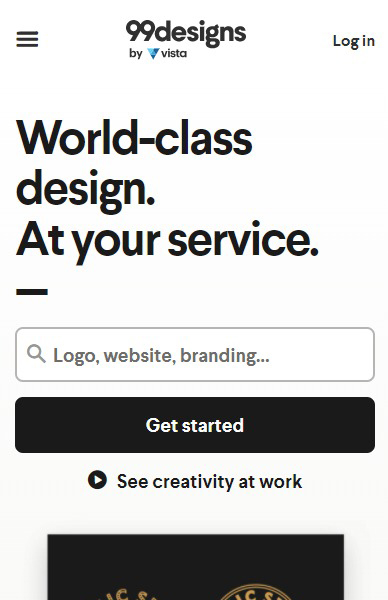 99designs
by vista
Log in
World-class
design.
At your service.
Logo, website, branding...
Get started
See creativity at work